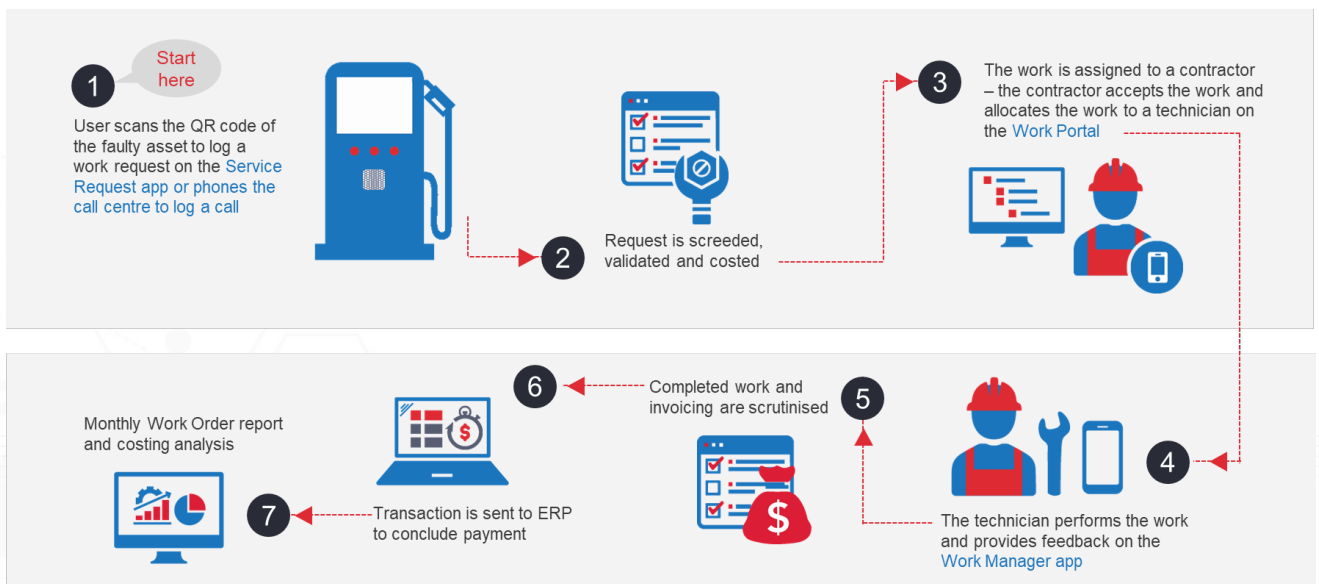 Start
here
1
User scans the QR code of
the faulty asset to log a
work request on the Service
Request app or phones the
call centre to log a call
2
Request is screeded,
validated and costed
3
The work is assigned to a contractor
– the contractor accepts the work and
allocates the work to a technician on
the Work Portal
4
The technician performs the work
and provides feedback on the
Work Manager app
5
Completed work and
invoicing are scrutinised
$
6
$
Transaction is sent to ERP
to conclude payment
7
Monthly Work Order report
and costing analysis